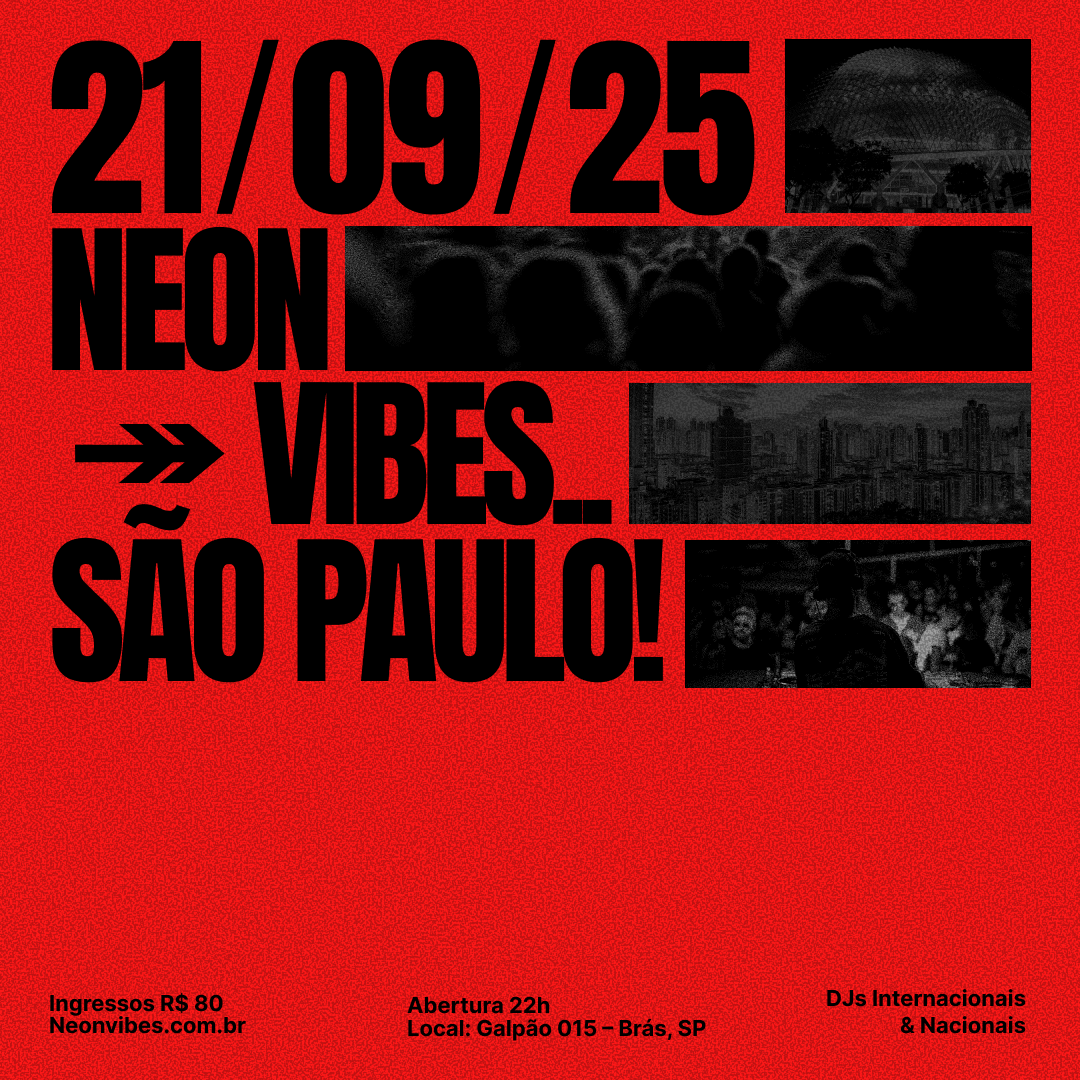 21/09/25
NEON
VIBES..
SÃO PAULO!
Ingressos R$ 80
Neonvibes.com.br
Abertura 22h
Local: Galpão 015 – Brás, SP
DJs Internacionais
& Nacionais